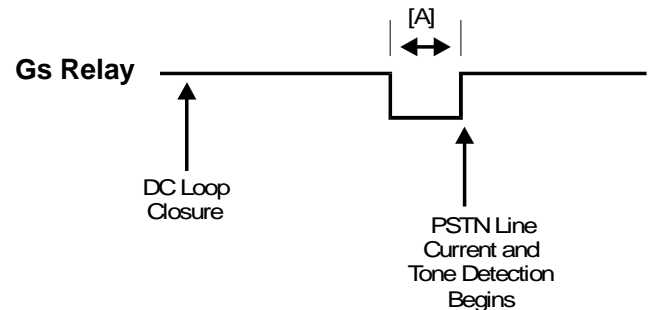 [A]
Gs Relay
DC Loop
Closure
PSTN Line
Current and
Tone Detection
Begins